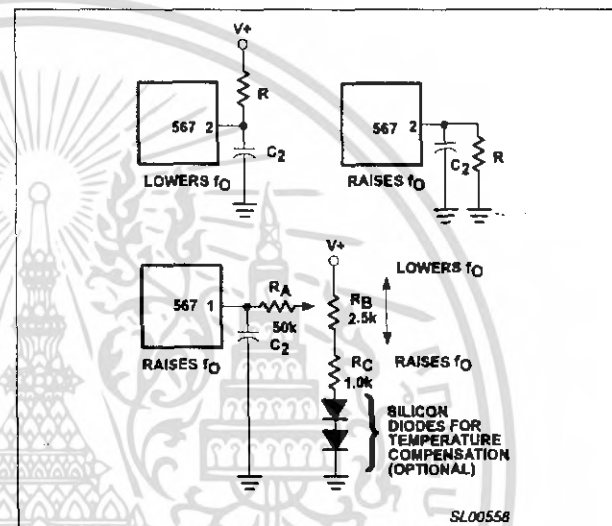 V+
R
567 2
C2
LOWERS fO
567 2
C2
R
RAISES fO
V+
LOWERS fO
567 1
RA
50k
C2
RAISES fO
RB
2.5k
RAISES fO
RC
1.0k
SILICON
DIODES FOR
TEMPERATURE
COMPENSATION
(OPTIONAL)
SL00558